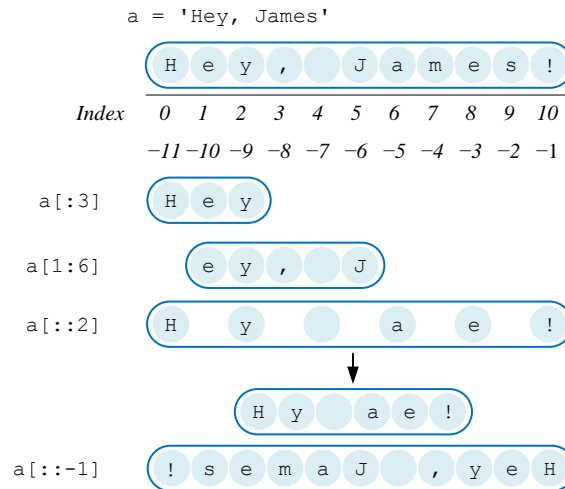 a = 'Hey, James'
H e y , J a m e s !
Index 0 1 2 3 4 5 6 7 8 9 10
−11 −10 −9 −8 −7 −6 −5 −4 −3 −2 −1
a[:3] H e y
a[1:6] e y , J
a[::2] H y a e !
H y a e !
a[::-1] ! s e m a J , y e H